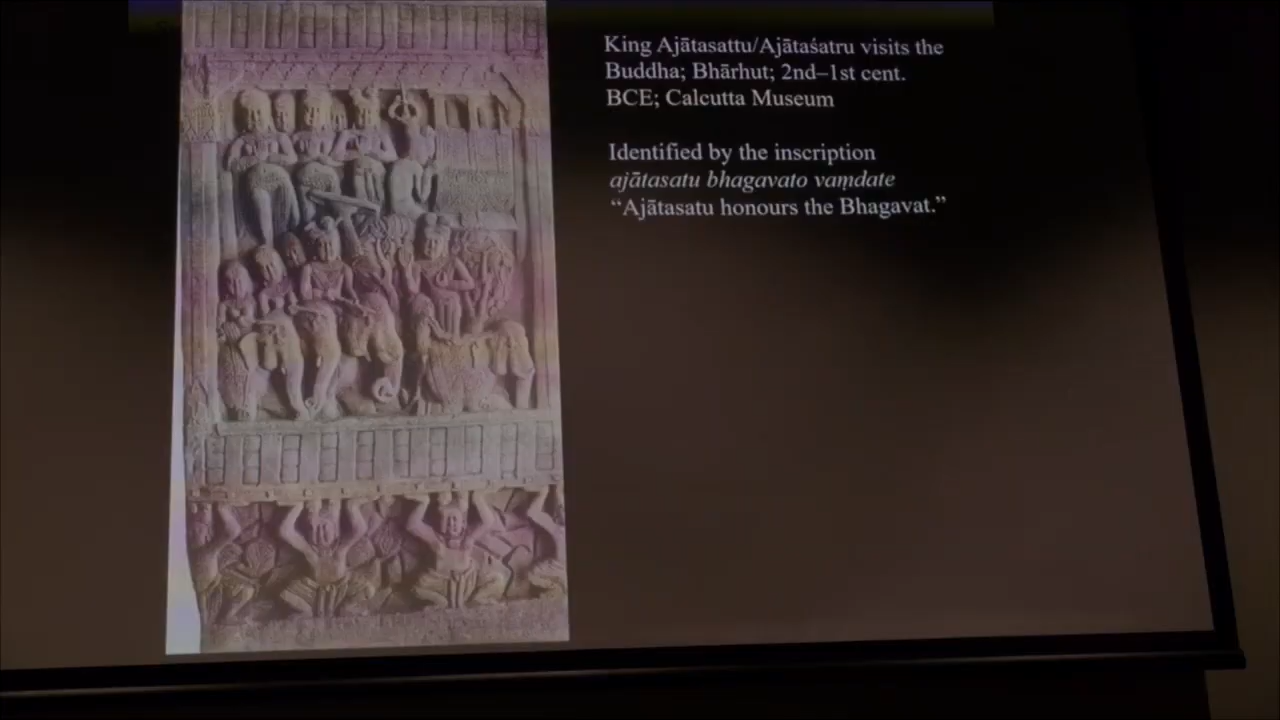 King Ajātasattu/Ajātaśatru visits the
Buddha; Bhārhut; 2nd–1st cent.
BCE; Calcutta Museum
Identified by the inscription
ajātasatu bhagavato vaṃdate
“Ajātasatu honours the Bhagavat.”